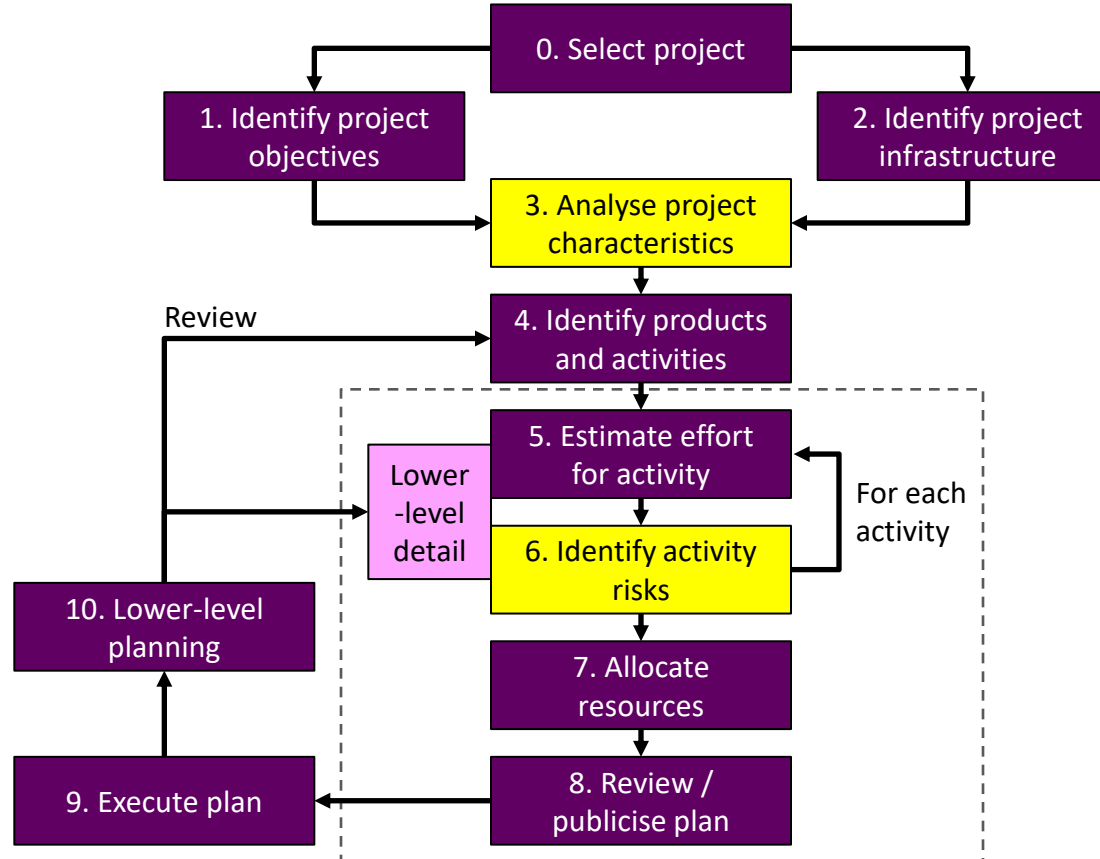 0. Select project
1. Identify project
objectives
2. Identify project
infrastructure
3. Analyse project
characteristics
Review
4. Identify products
and activities
5. Estimate effort
for activity
Lower
-level
detail
For each
activity
6. Identify activity
risks
10. Lower-level
planning
7. Allocate
resources
9. Execute plan
8. Review /
publicise plan